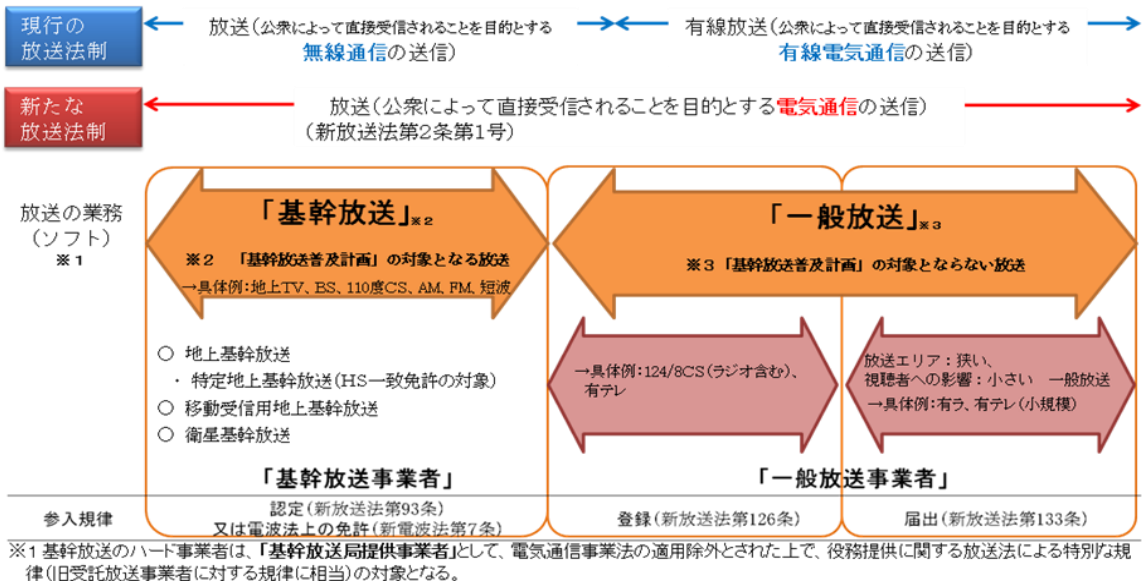 現行の
放送法制
放送(公衆によって直接受信されることを目的とする
無線通信の送信)
有線放送(公衆によって直接受信されることを目的とする
有線電気通信の送信)
新たな
放送法制
放送(公衆によって直接受信されることを目的とする電気通信の送信)
(新放送法第2条第1号)
放送の業務
(ソフト)
※1
「基幹放送」※2
※2 「基幹放送普及計画」の対象となる放送
→具体例:地上TV、BS、110度CS、AM、FM、短波
「一般放送」※3
※3「基幹放送普及計画」の対象とならない放送
○ 地上基幹放送
・ 特定地上基幹放送(HS一致免許の対象)
○ 移動受信用地上基幹放送
○ 衛星基幹放送
→具体例:124/8CS(ラジオ含む)、
有テレ
放送エリア:狭い、
視聴者への影響:小さい 一般放送
→具体例:有ラ、有テレ(小規模)
「基幹放送事業者」
「一般放送事業者」
参入規律
認定(新放送法第93条)
又は電波法上の免許(新電波法第7条)
登録(新放送法第126条)
届出(新放送法第133条)
※1 基幹放送のハード事業者は、「基幹放送局提供事業者」として、電気通信事業法の適用除外とされた上で、役務提供に関する放送法による特別な規
律(旧受託放送事業者に対する規律に相当)の対象となる。